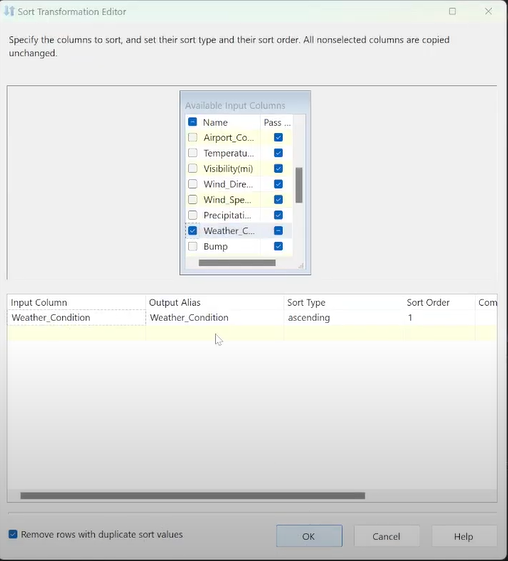 Sort Transformation Editor
Specify the columns to sort, and set their sort type and their sort order. All nonselected columns are copied
unchanged.
Available Input Columns
Name Pass ...
Airport_Co...
Temperatu...
Visibility(mi)
Wind_Dire...
Wind_Spe...
Precipitati...
Weather_C...
Bump
Input Column Output Alias Sort Type Sort Order Com
Weather_Condition Weather_Condition ascending 1
Remove rows with duplicate sort values OK Cancel Help